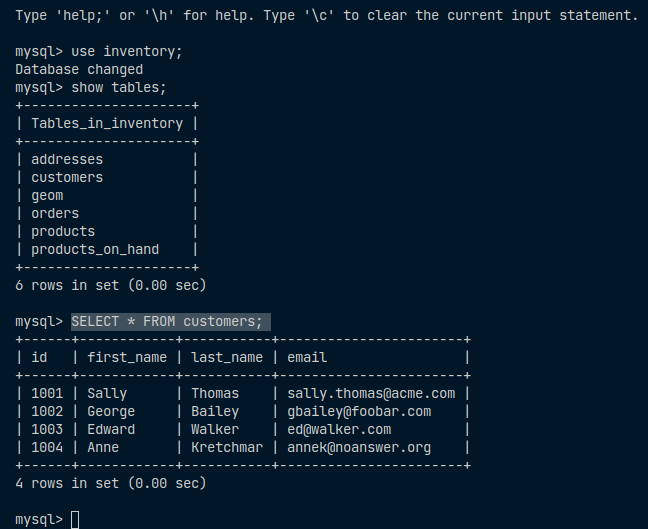 Type 'help;' or '\h' for help. Type '\c' to clear the current input statement.
mysql> use inventory;
Database changed
mysql> show tables;
+---------------------+
| Tables_in_inventory |
+---------------------+
| addresses           |
| customers           |
| geom                |
| orders              |
| products            |
| products_on_hand    |
+---------------------+
6 rows in set (0.00 sec)
mysql> SELECT * FROM customers;
+------+------------+-----------+-----------------------+
| id   | first_name | last_name | email                 |
+------+------------+-----------+-----------------------+
| 1001 | Sally      | Thomas    | sally.thomas@acme.com |
| 1002 | George     | Bailey    | gbailey@foobar.com    |
| 1003 | Edward     | Walker    | ed@walker.com         |
| 1004 | Anne       | Kretchmar | annek@noanswer.org    |
+------+------------+-----------+-----------------------+
4 rows in set (0.00 sec)
mysql>